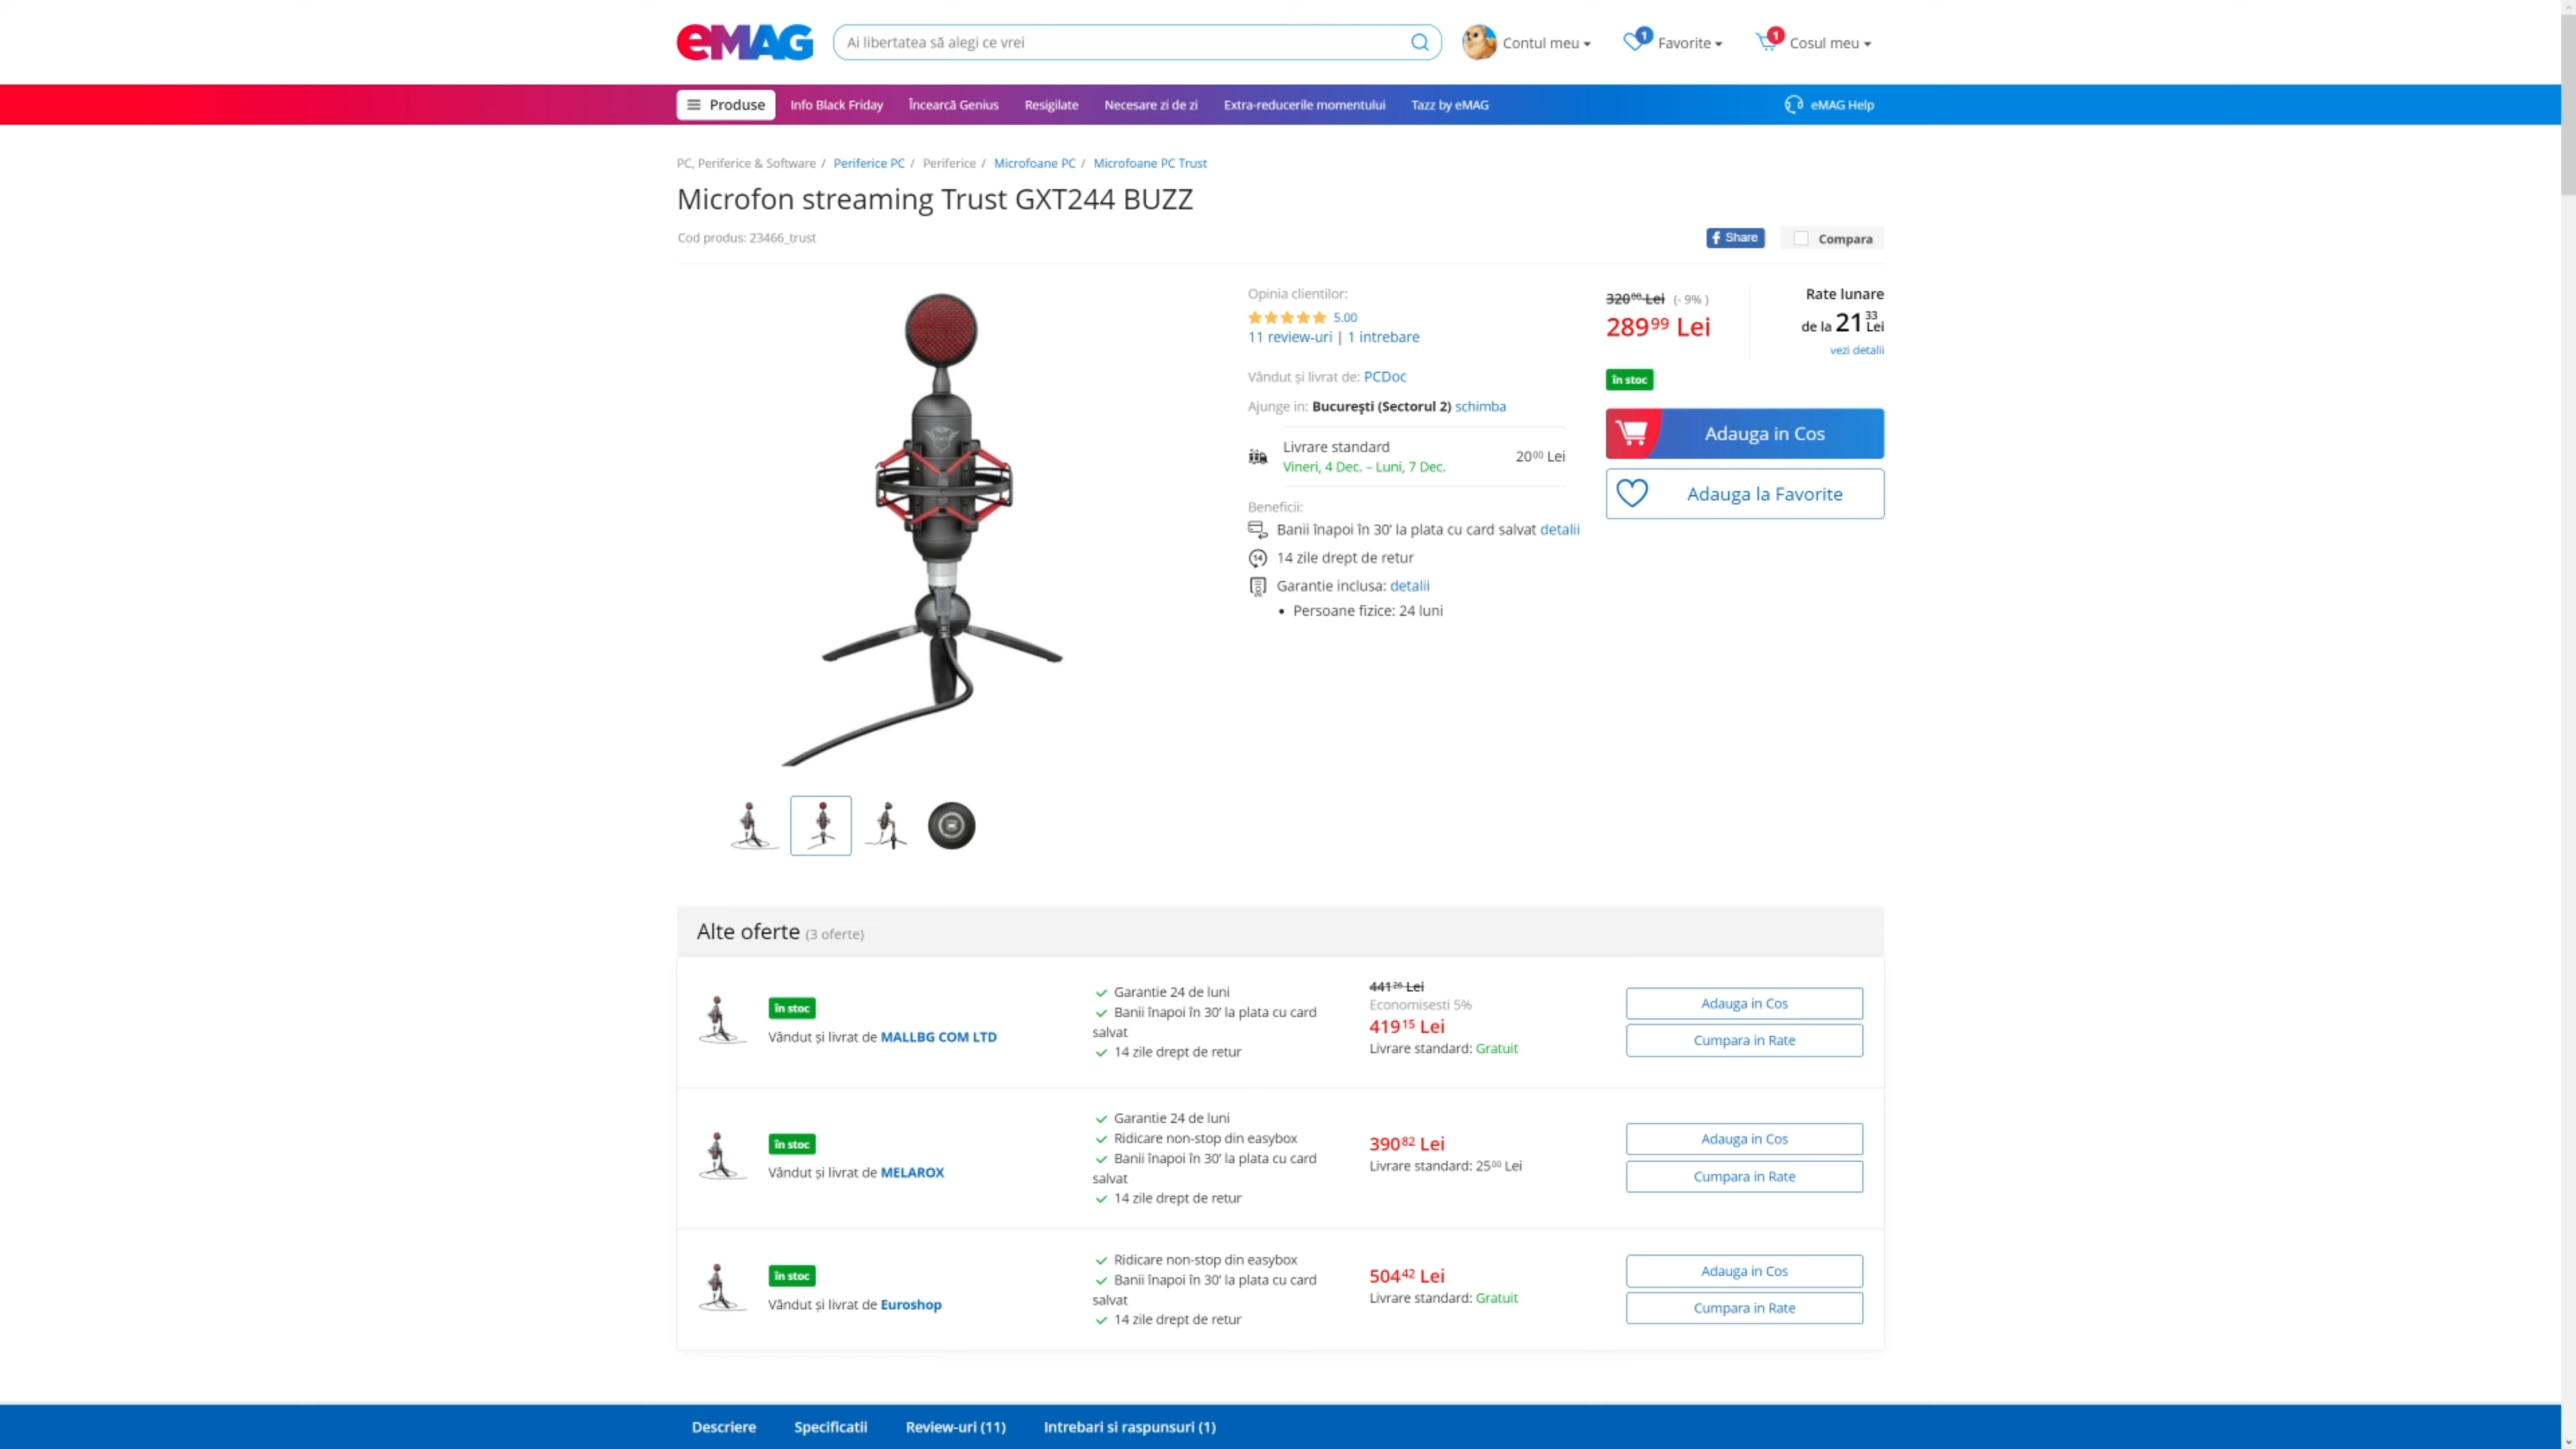 eMAG
Ai libertatea să alegi ce vrei
Contul meu
1
Favorite
1
Cosul meu
Produse
Info Black Friday
Încearcă Genius
Resigilate
Necesare zi de zi
Extra-reducerile momentului
Tazz by eMAG
eMAG Help
PC, Periferice & Software / Periferice PC / Periferice / Microfoane PC / Microfoane PC Trust
Microfon streaming Trust GXT244 BUZZ
Cod produs: 23466_trust
Share
Compara
Opinia clientilor:
5.00
11 review-uri | 1 intrebare
Vândut și livrat de: PCDoc
Ajunge in: București (Sectorul 2) schimba
Livrare standard
Vineri, 4 Dec. – Luni, 7 Dec.
20⁰⁰ Lei
Beneficii:
Banii înapoi în 30' la plata cu card salvat detalii
14 zile drept de retur
Garantie inclusa: detalii
• Persoane fizice: 24 luni
320⁰⁰ Lei (- 9% )
289⁹⁹ Lei
Rate lunare
de la 21³³ Lei
vezi detalii
în stoc
Adauga in Cos
Adauga la Favorite
Alte oferte (3 oferte)
în stoc
Vândut și livrat de MALLBG COM LTD
Garantie 24 de luni
Banii înapoi în 30' la plata cu card
salvat
14 zile drept de retur
441²⁶ Lei
Economisesti 5%
419¹⁵ Lei
Livrare standard: Gratuit
Adauga in Cos
Cumpara in Rate
în stoc
Vândut și livrat de MELAROX
Garantie 24 de luni
Ridicare non-stop din easybox
Banii înapoi în 30' la plata cu card
salvat
14 zile drept de retur
390⁸² Lei
Livrare standard: 25⁰⁰ Lei
Adauga in Cos
Cumpara in Rate
în stoc
Vândut și livrat de Euroshop
Ridicare non-stop din easybox
Banii înapoi în 30' la plata cu card
salvat
14 zile drept de retur
504⁴² Lei
Livrare standard: Gratuit
Adauga in Cos
Cumpara in Rate
Descriere
Specificatii
Review-uri (11)
Intrebari si raspunsuri (1)